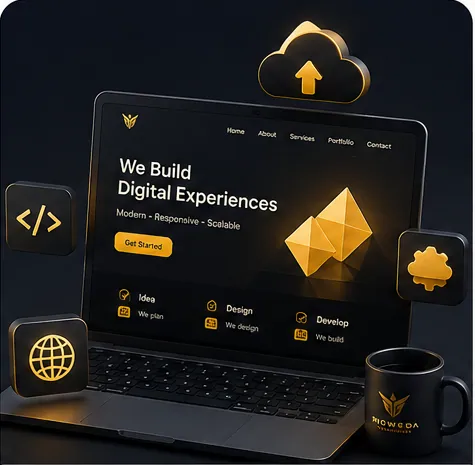 Home About Services Portfolio Contact
We Build
Digital Experiences
Modern - Responsive - Scalable
Get Started
Idea
We plan
Design
We design
Develop
We build